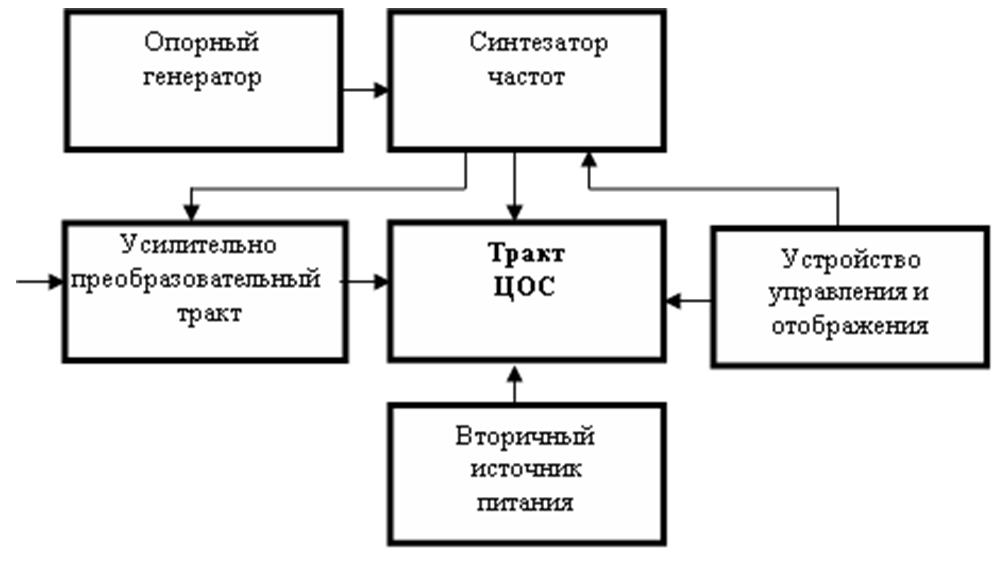 Опорный
генератор
Синтезатор
частот
Усилительно
преобразовательный
тракт
Тракт
ЦОС
Устройство
управления и
отображения
Вторичный
источник
питания